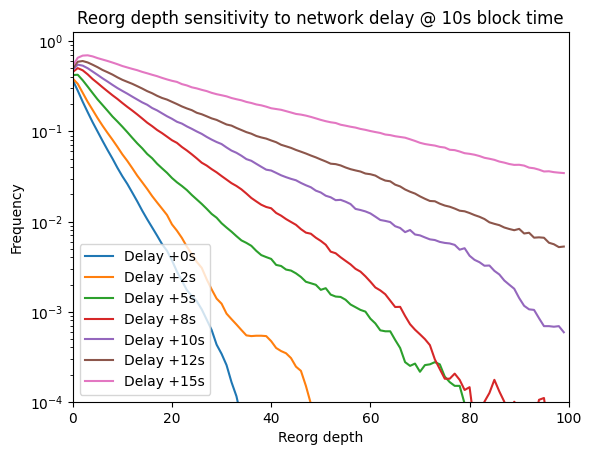 Reorg depth sensitivity to network delay @ 10s block time
Frequency
10⁰
10⁻¹
10⁻²
10⁻³
10⁻⁴
Delay +0s
Delay +2s
Delay +5s
Delay +8s
Delay +10s
Delay +12s
Delay +15s
0 20 40 60 80 100
Reorg depth